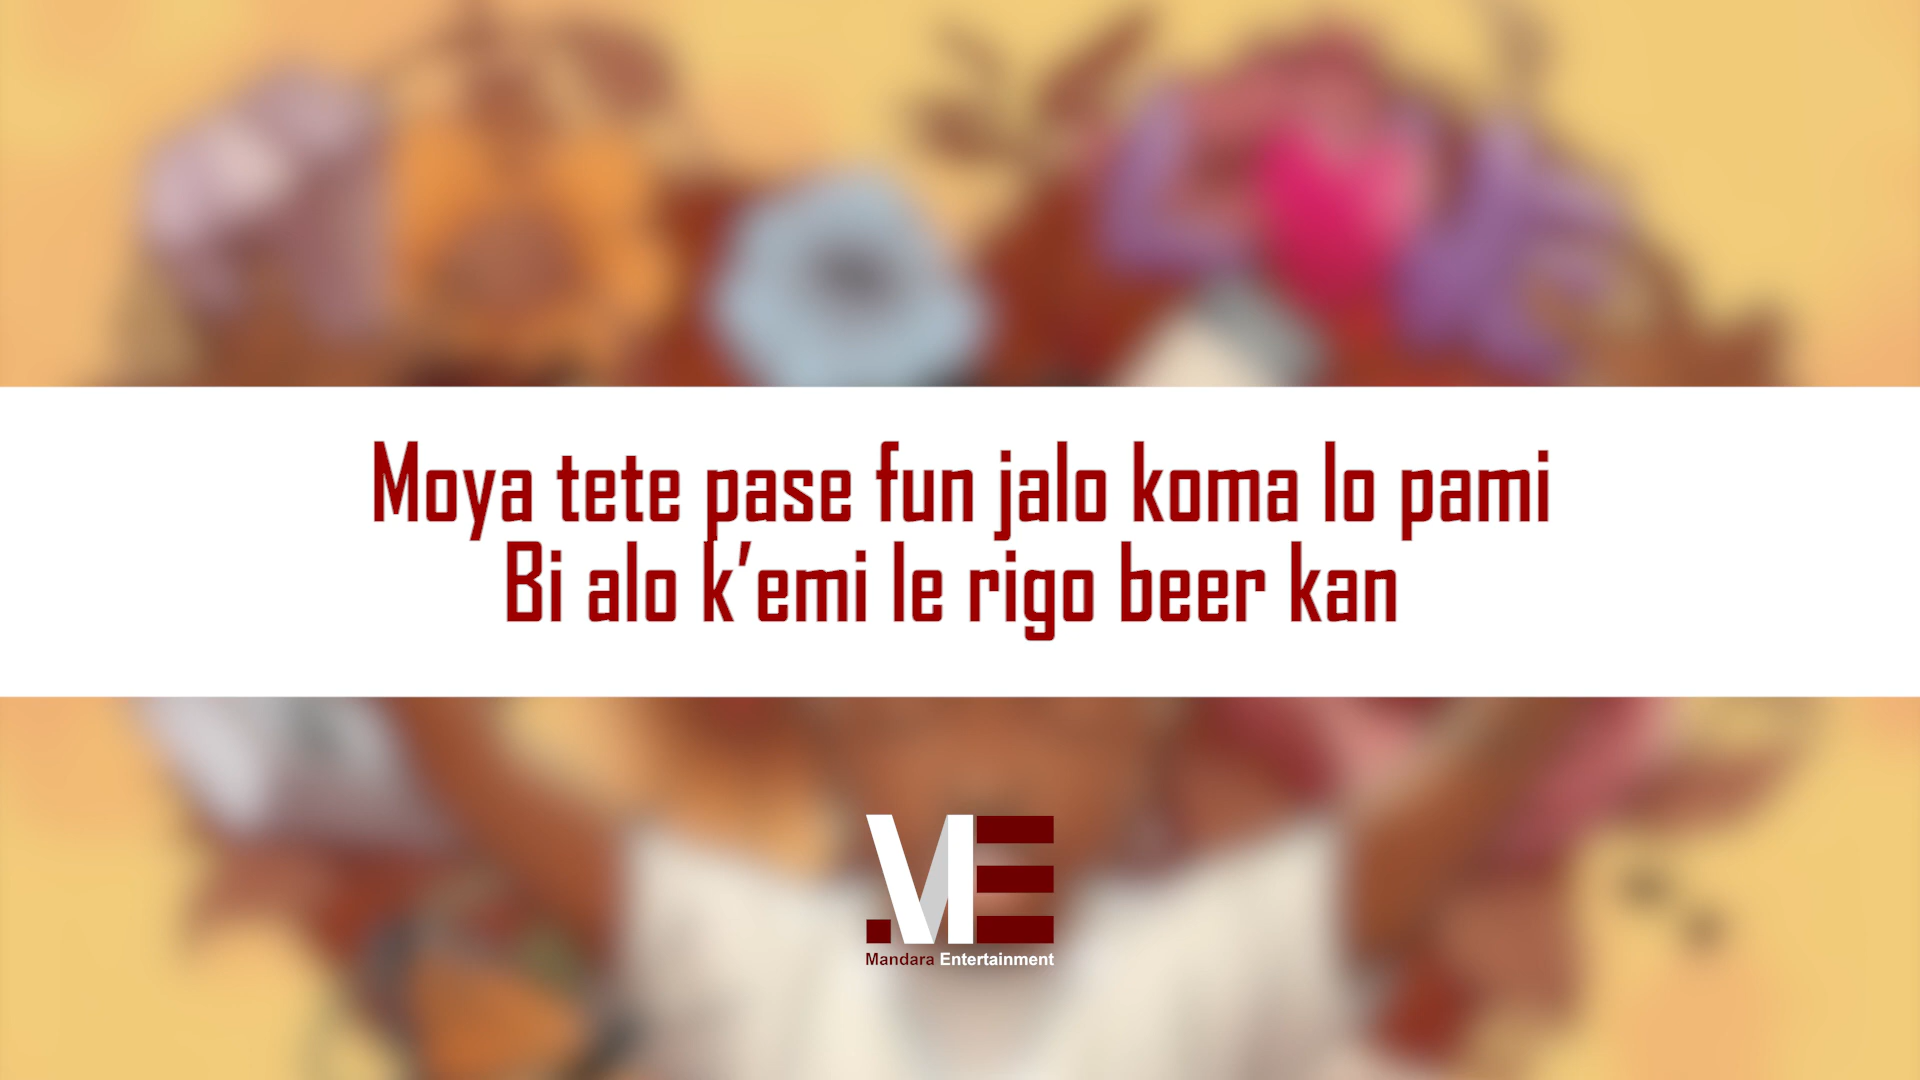 Moya tete pase fun jalo koma lo pami
Bi alo k’emi le rigo beer kan
ME
Mandara Entertainment